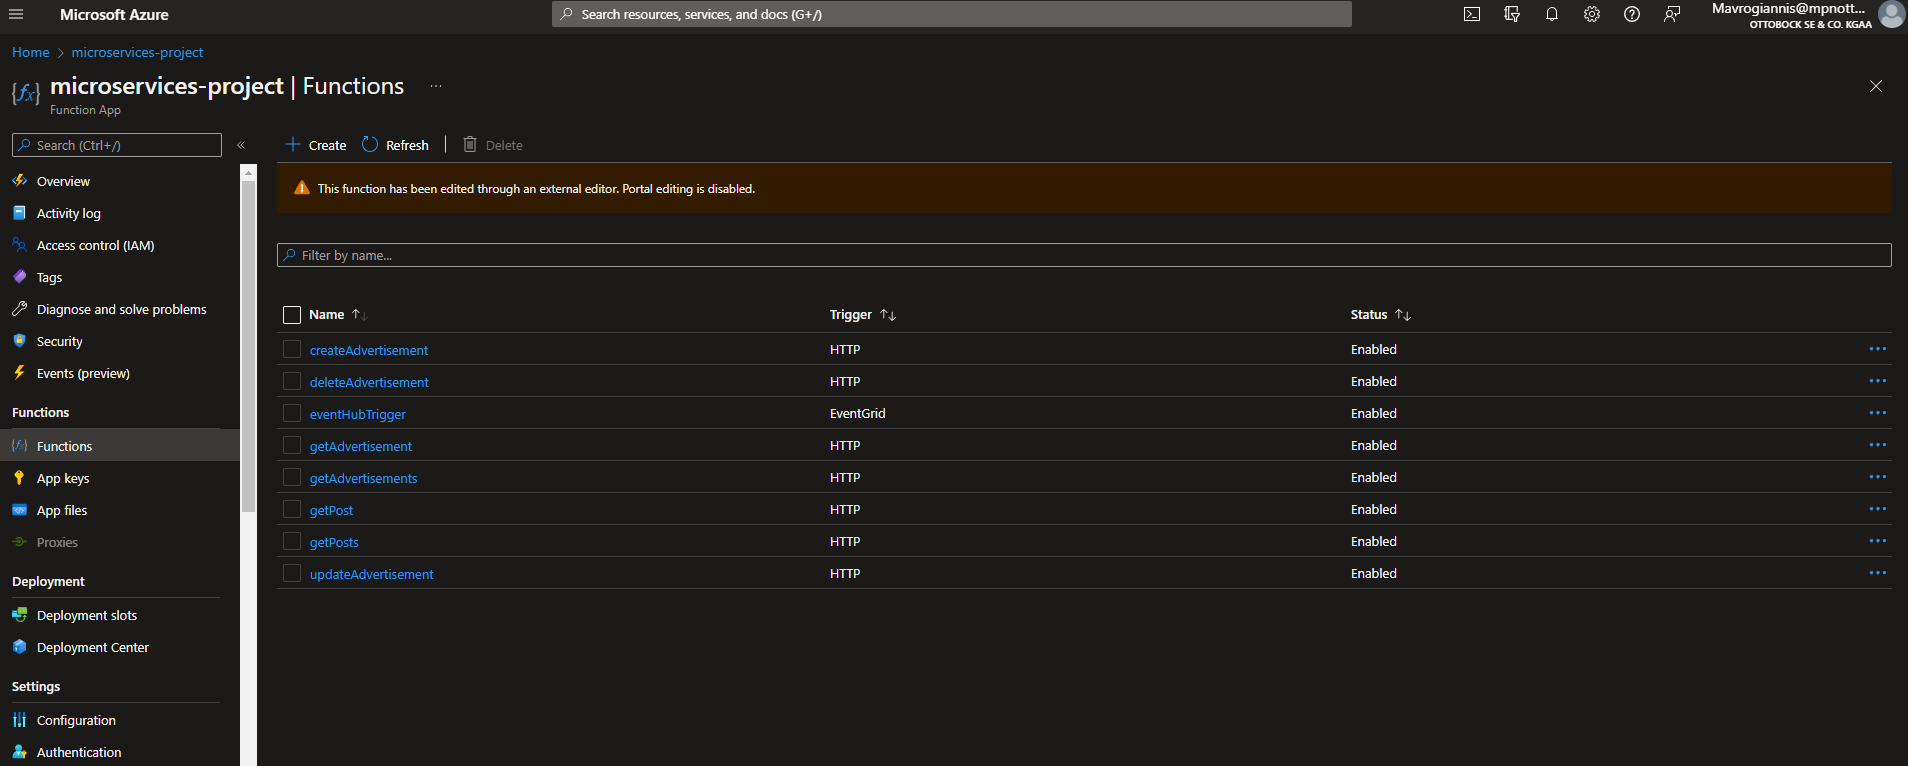 Microsoft Azure
Search resources, services, and docs (G+/)
Mavrogiannis@mpnott...
OTTOBOCK SE & CO. KGAA
Home > microservices-project
microservices-project | Functions ...
Function App
Search (Ctrl+/)
«
Overview
Activity log
Access control (IAM)
Tags
Diagnose and solve problems
Security
Events (preview)
Functions
Functions
App keys
App files
Proxies
Deployment
Deployment slots
Deployment Center
Settings
Configuration
Authentication
Create Refresh Delete
This function has been edited through an external editor. Portal editing is disabled.
Filter by name...
Name Trigger Status
createAdvertisement HTTP Enabled
deleteAdvertisement HTTP Enabled
eventHubTrigger EventGrid Enabled
getAdvertisement HTTP Enabled
getAdvertisements HTTP Enabled
getPost HTTP Enabled
getPosts HTTP Enabled
updateAdvertisement HTTP Enabled